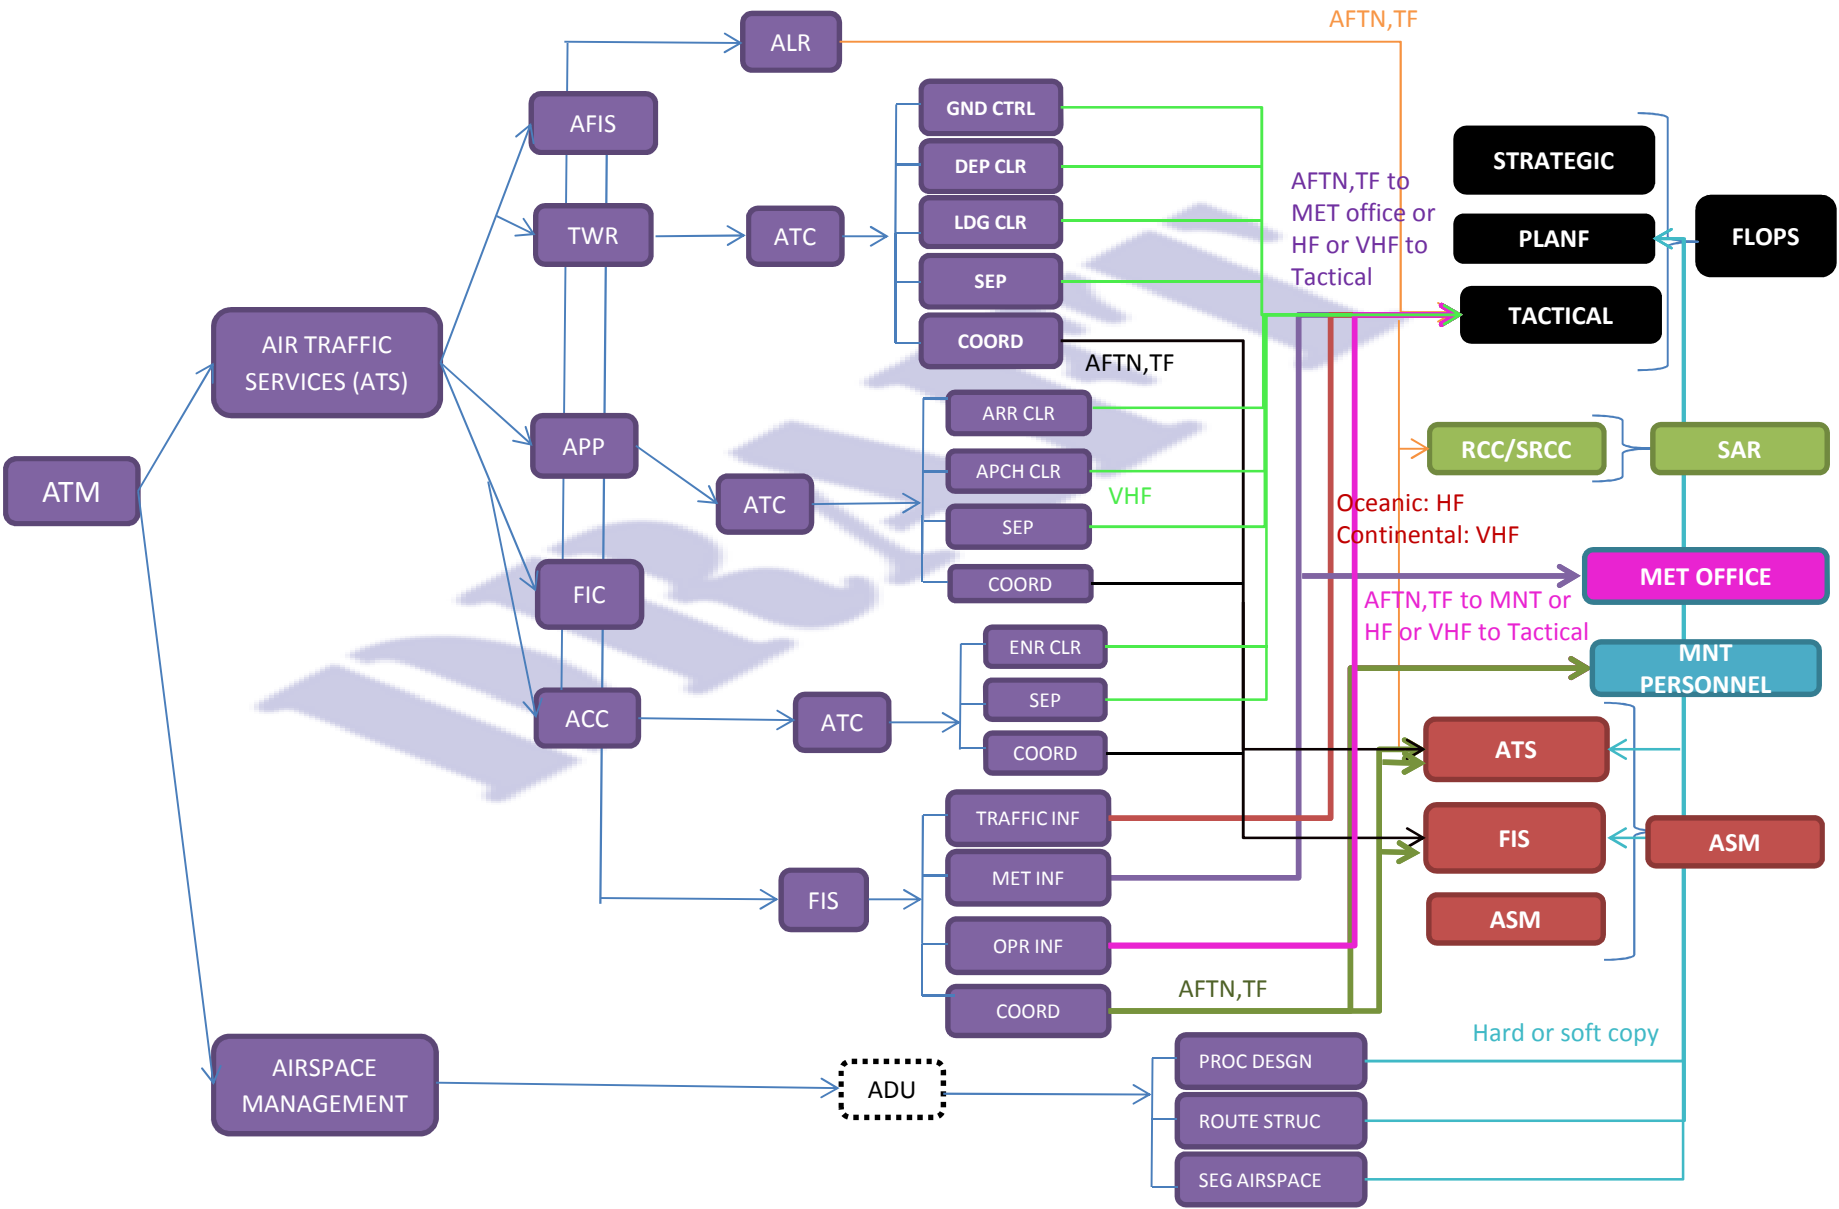 AFTN,TF
ALR
GND CTRL
AFIS
STRATEGIC
DEP CLR
AFTN,TF to
MET office or
HF or VHF to
Tactical
LDG CLR
TWR
ATC
PLANF
FLOPS
SEP
TACTICAL
AIR TRAFFIC
SERVICES (ATS)
COORD
AFTN,TF
ARR CLR
APP
RCC/SRCC
SAR
APCH CLR
ATM
VHF
ATC
Oceanic: HF
Continental: VHF
SEP
COORD
FIC
MET OFFICE
AFTN,TF to MNT or
HF or VHF to Tactical
ENR CLR
MNT
PERSONNEL
SEP
ACC
ATC
COORD
ATS
TRAFFIC INF
FIS
ASM
MET INF
FIS
ASM
OPR INF
AFTN,TF
COORD
Hard or soft copy
PROC DESGN
AIRSPACE
MANAGEMENT
ADU
ROUTE STRUC
SEG AIRSPACE